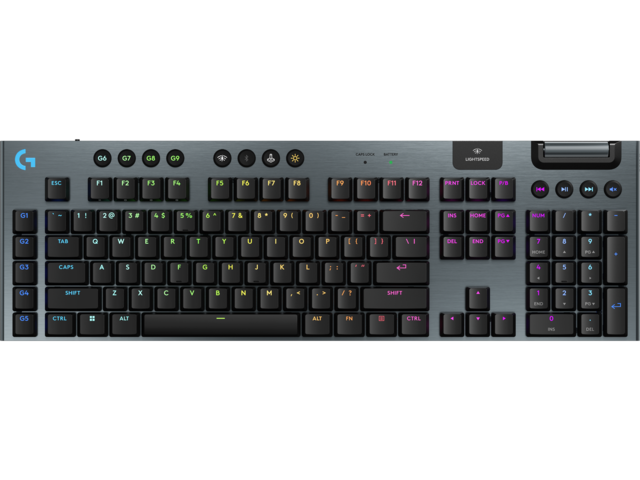 G6 G7 G8 G9 BATTERY LIGHTSPEED
ESC F1 F2 F3 F4 F5 F6 F7 F8 F9 F10 F11 F12 PRNT LOCK
G1 ` ~ 1 ! 2 @ 3 # 4 $ 5 % 6 ^ 7 & 8 * 9 ( 0 ) - _ = + ← INS HOME PG▲ NUM / * -
G2 TAB Q W E R T Y U I O P [ { ] } \ | DEL END PG▼ 7 HOME 8 9 PG▲ +
G3 CAPS A S D F G H J K L ; : ' " 4 5 6
G4 SHIFT Z X C V B N M , < . > / ? SHIFT 1 END 2 3 PG▼
G5 CTRL ALT ALT FN CTRL 0 INS . DEL